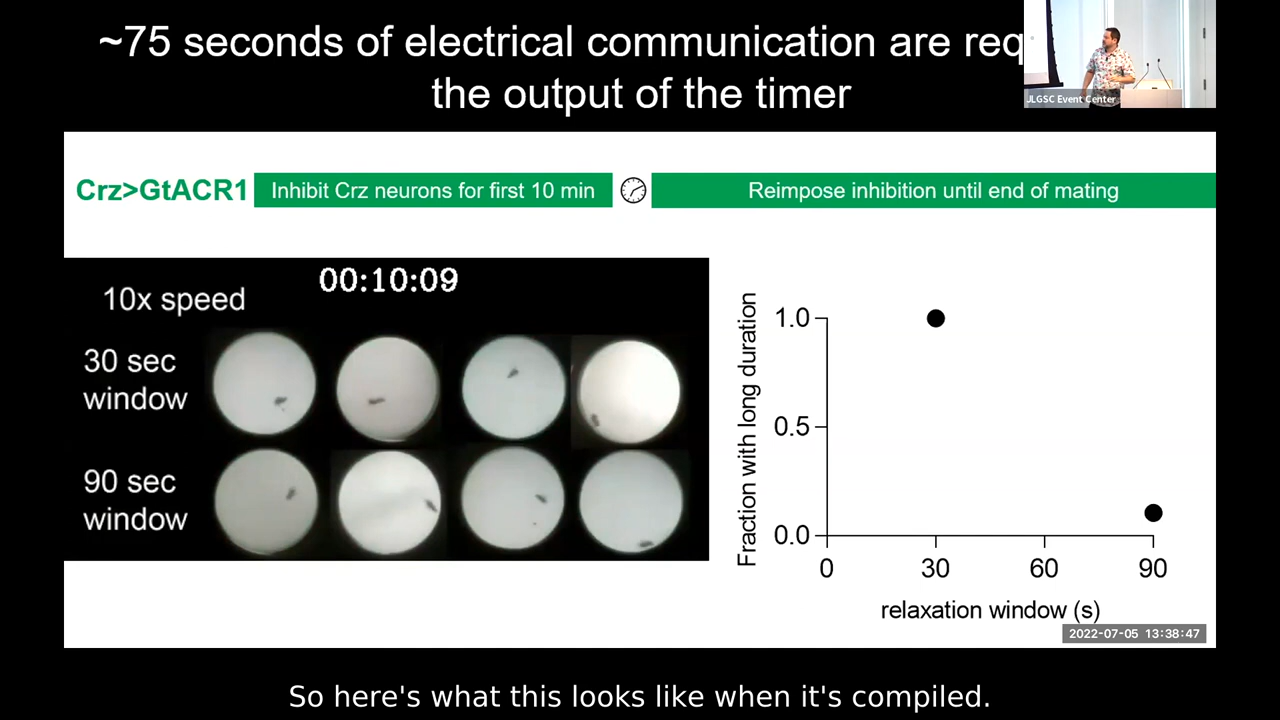 ~75 seconds of electrical communication are req
the output of the timer
JLGSC Event Center
Crz>GtACR1
Inhibit Crz neurons for first 10 min
Reimpose inhibition until end of mating
00:10:09
10x speed
30 sec
window
90 sec
window
Fraction with long duration
1.0
0.5
0.0
0 30 60 90
relaxation window (s)
2022-07-05 13:38:47
So here's what this looks like when it's compiled.